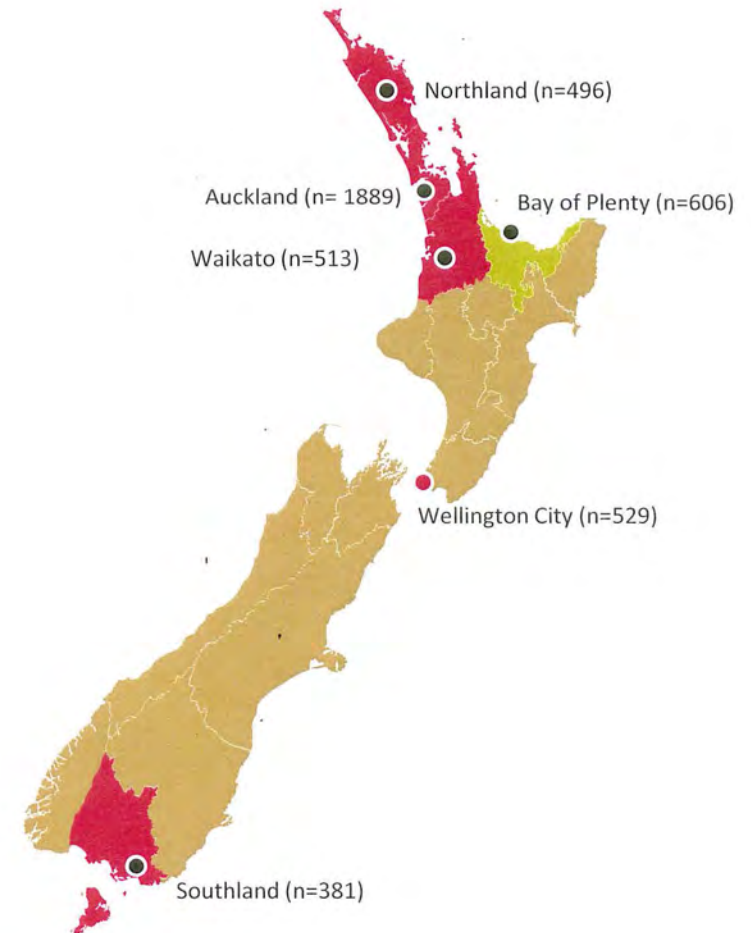 Northland (n=496)
Auckland (n= 1889)
Bay of Plenty (n=606)
Waikato (n=513)
Wellington City (n=529)
Southland (n=381)